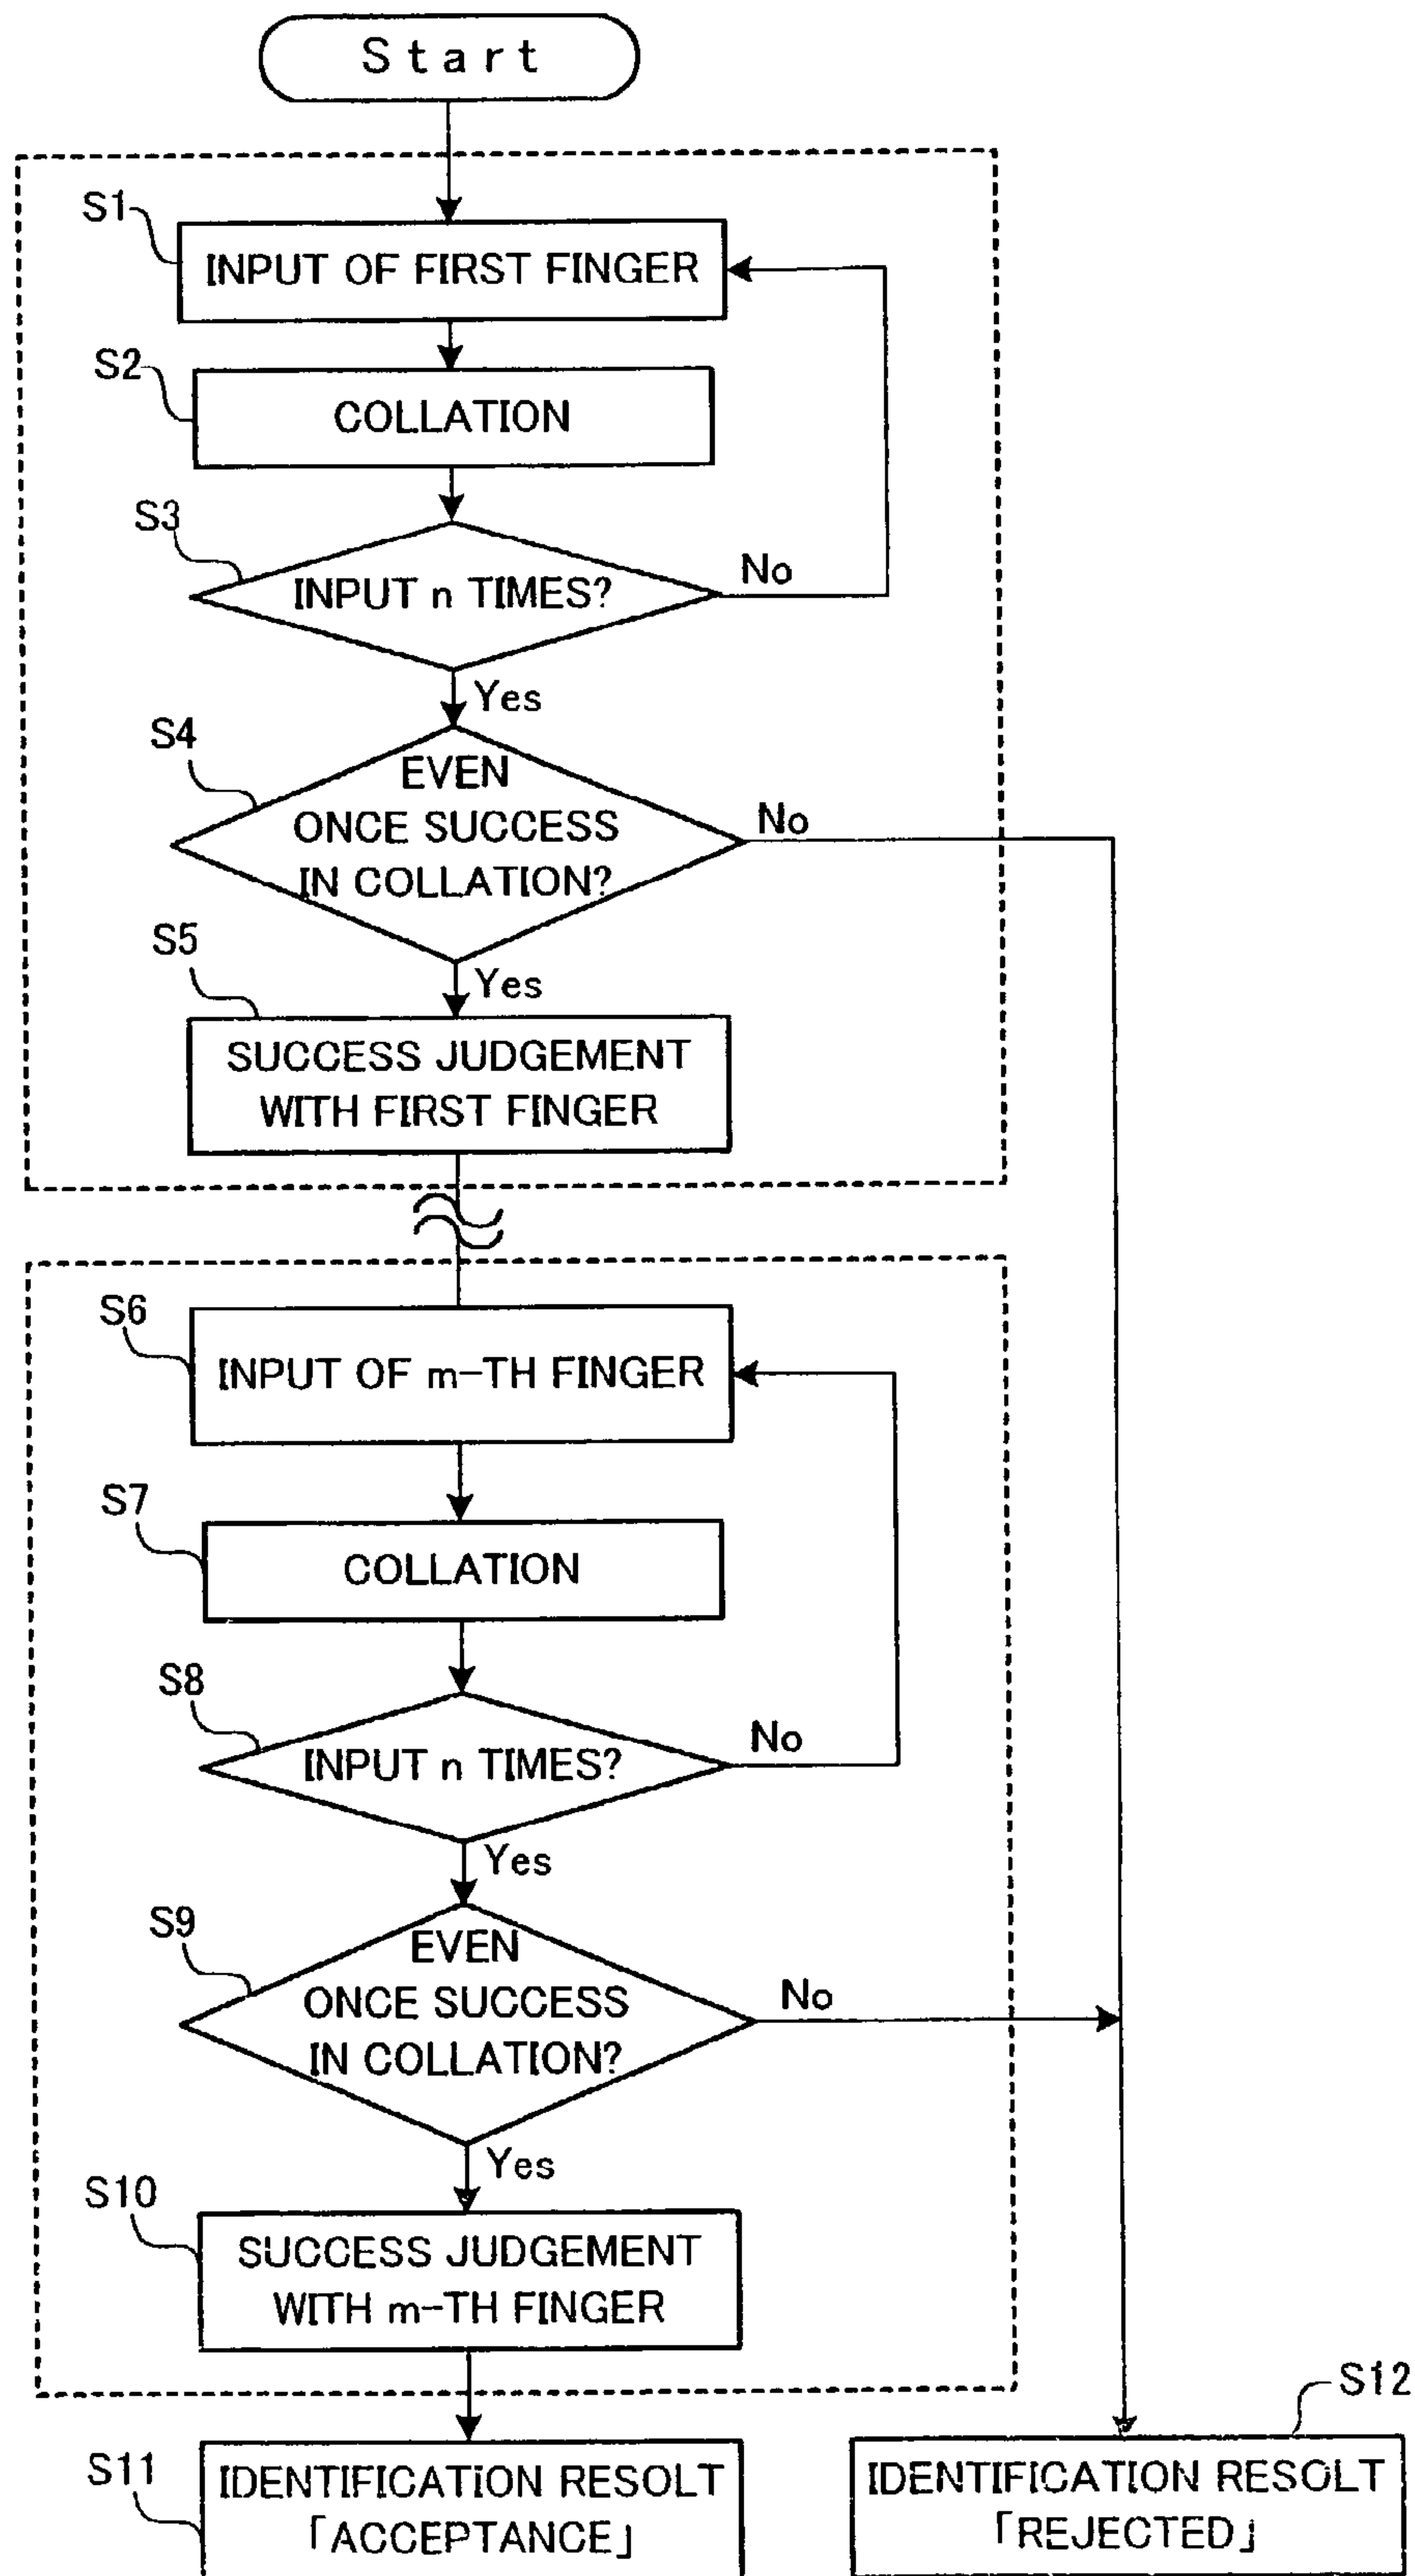 Start
S1
INPUT OF FIRST FINGER
S2
COLLATION
S3
INPUT n TIMES?
No
Yes
S4
EVEN
ONCE SUCCESS
IN COLLATION?
No
S5
Yes
SUCCESS JUDGEMENT
WITH FIRST FINGER
S6
INPUT OF m-TH FINGER
S7
COLLATION
S8
INPUT n TIMES?
No
Yes
S9
EVEN
ONCE SUCCESS
IN COLLATION?
No
Yes
S10
SUCCESS JUDGEMENT
WITH m-TH FINGER
S11
IDENTIFICATION RESOLT
「ACCEPTANCE」
S12
IDENTIFICATION RESOLT
「REJECTED」